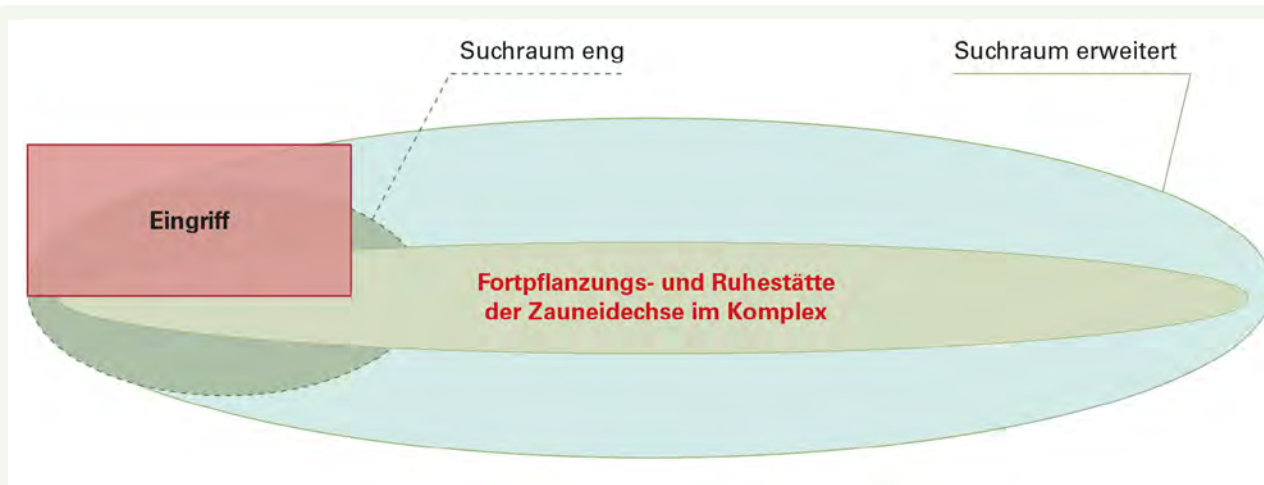 Suchraum eng
Suchraum erweitert
Eingriff
Fortpflanzungs- und Ruhestätte
der Zauneidechse im Komplex